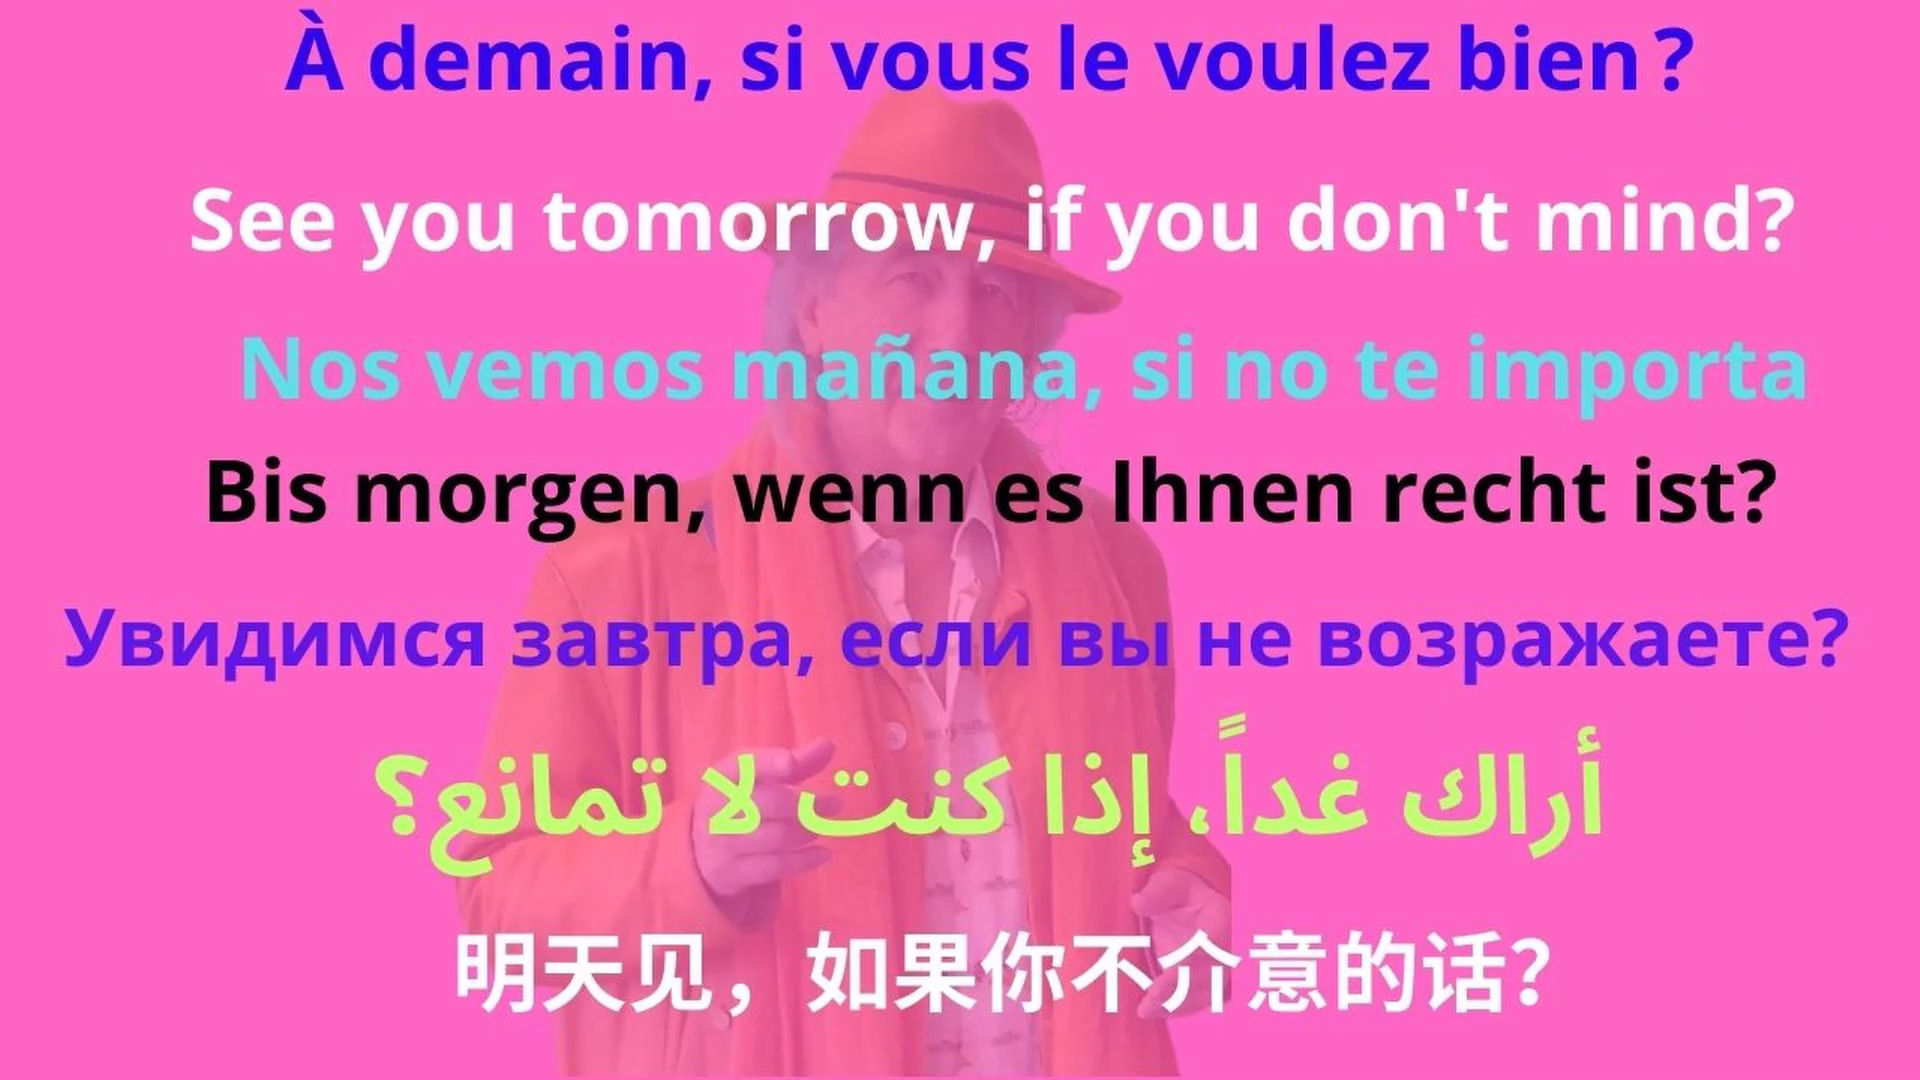 À demain, si vous le voulez bien ?
See you tomorrow, if you don't mind?
Nos vemos mañana, si no te importa
Bis morgen, wenn es Ihnen recht ist?
Увидимся завтра, если вы не возражаете?
أراك غداً، إذا كنت لا تمانع؟
明天见，如果你不介意的话？